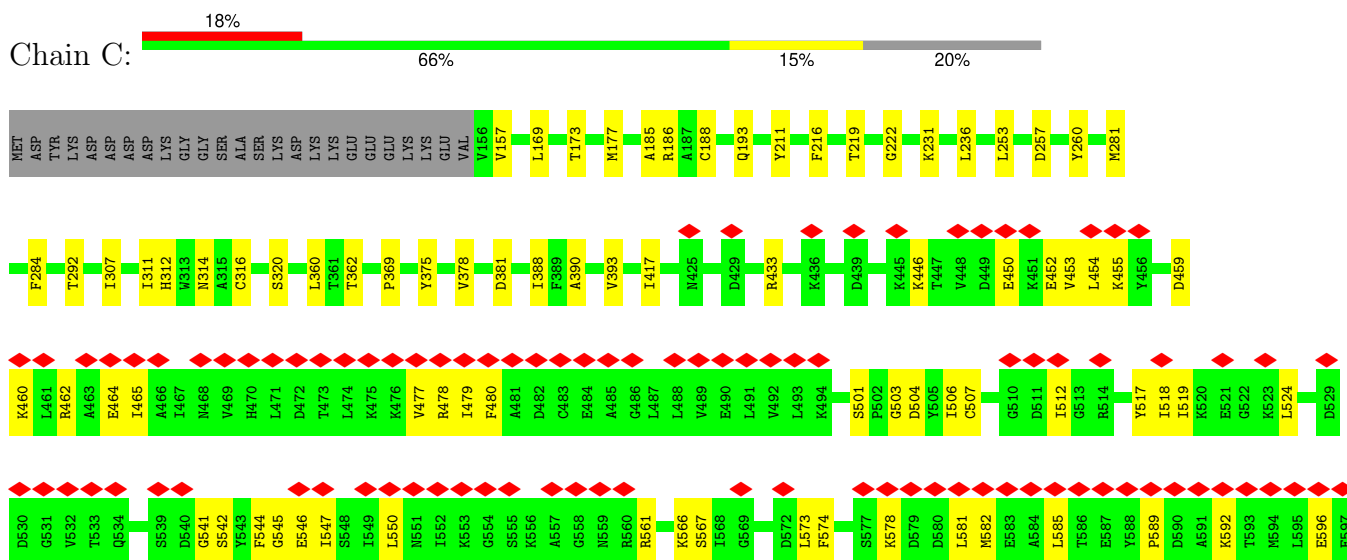 18%
Chain C:
66% 15% 20%
MET ASP TYR LYS ASP ASP ASP ASP LYS GLY GLY SER ALA SER LYS ASP LYS LYS GLU GLU GLU LYS LYS GLU VAL V156 V157 L169 T173 M177 A185 R186 A187 C188 Q193 Y211 F216 T219 G222 K231 L236 L253 D257 Y260 M281
F284 T292 I307 I311 H312 W313 N314 A315 C316 S320 L360 T361 T362 P369 Y375 V378 D381 I388 F389 A390 V393 I417 N425 D429 R433 K436 D439 K445 K446 T447 V448 D449 E450 K451 E452 V453 L454 K455 Y456 D459
K460 L461 R462 A463 E464 I465 A466 I467 N468 V469 H470 L471 D472 T473 L474 K475 K476 V477 R478 I479 F480 A481 D482 C483 E484 A485 G486 L487 L488 V489 E490 L491 V492 L493 K494 S501 P502 G503 D504 Y505 I506 C507 G510 D511 I512 G513 R514 Y517 I518 I519 K520 E521 G522 K523 L524 D529
D530 G531 V532 T533 Q534 S539 D540 G541 S542 Y543 F544 G545 E546 I547 S548 I549 L550 N551 I552 K553 G554 S555 K556 A557 G558 N559 R560 R561 K566 S567 I568 G569 D572 L573 F574 S577 K578 D579 D580 L581 M582 E583 A584 L585 T586 E587 Y588 P589 D590 A591 K592 T593 M594 L595 E596 E597